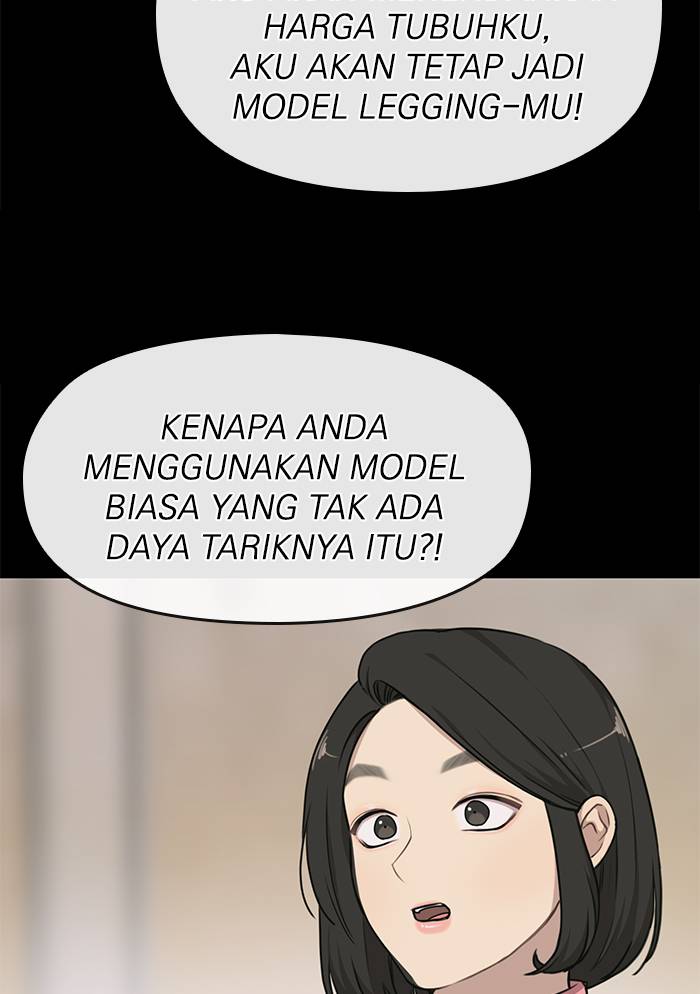 HARGA TUBUHKU,
AKU AKAN TETAP JADI
MODEL LEGGING-MU!
KENAPA ANDA
MENGGUNAKAN MODEL
BIASA YANG TAK ADA
DAYA TARIKNYA ITU?!